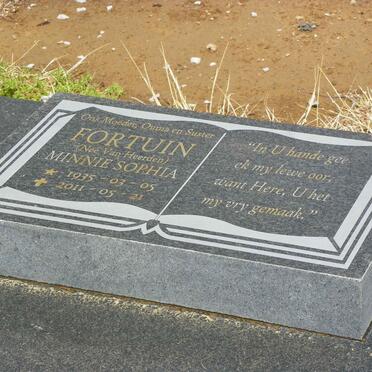 Ons Moeder, Ouma en Suster
FORTUIN
(Nee Van Heerden)
MINNIE SOPHIA
1935 - 03 - 05
2011 - 05 - 21
"In U hande gee
ek my lewe oor,
want Here, U het
my vry gemaak."